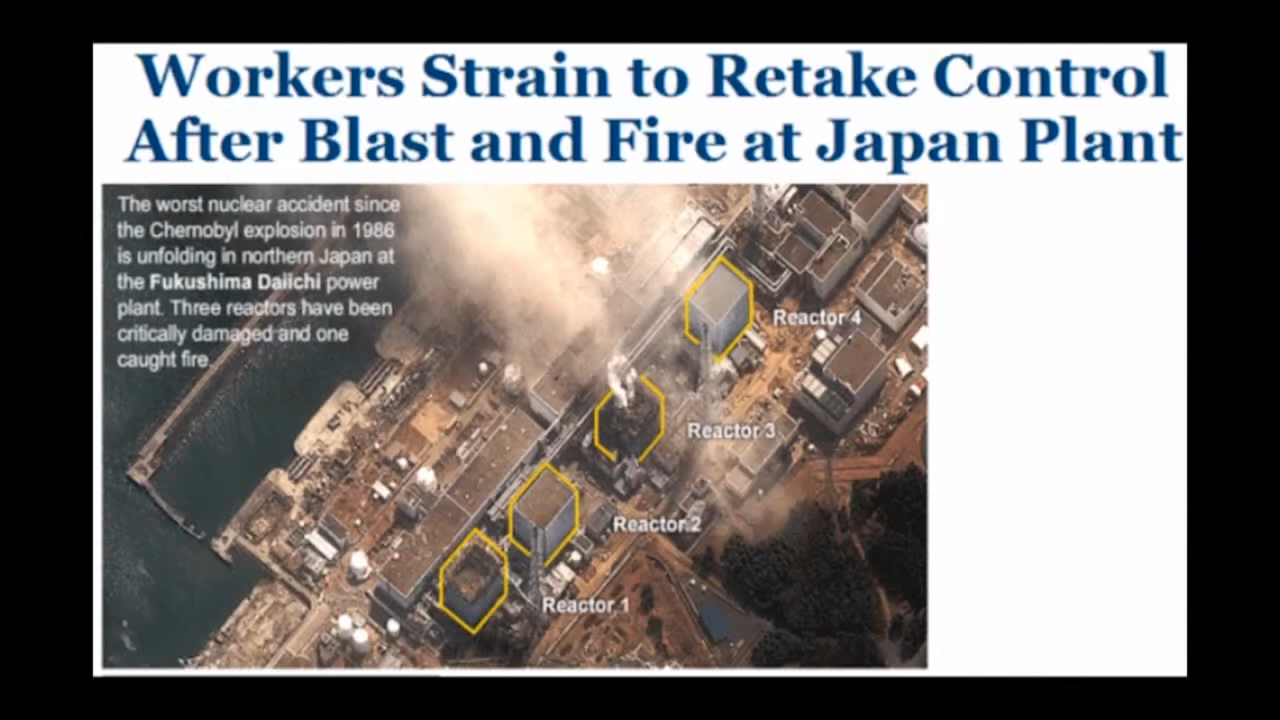 Workers Strain to Retake Control
After Blast and Fire at Japan Plant
The worst nuclear accident since
the Chernobyl explosion in 1986
is unfolding in northern Japan at
the Fukushima Daiichi power
plant. Three reactors have been
critically damaged and one
caught fire.
Reactor 4
Reactor 3
Reactor 2
Reactor 1